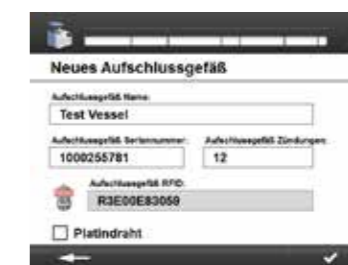 Neues Aufschlussgefäß
Aufschlussgefäß Name:
Test Vessel
Aufschlussgefäß Seriennummer: Aufschlussgefäß Zündungen:
1000255781 12
Aufschlussgefäß RFID:
R3E00E83059
Platindraht